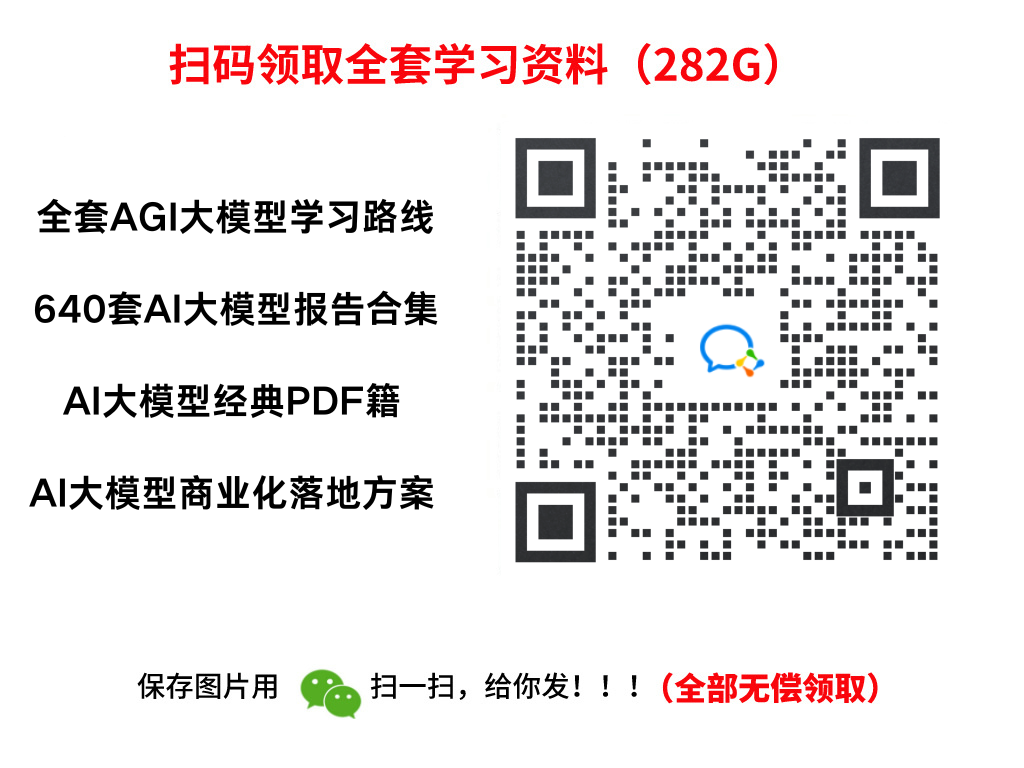 扫码领取全套学习资料（282G）
全套AGI大模型学习路线
640套AI大模型报告合集
AI大模型经典PDF籍
AI大模型商业化落地方案
保存图片用 扫一扫，给你发！！！（全部无偿领取）